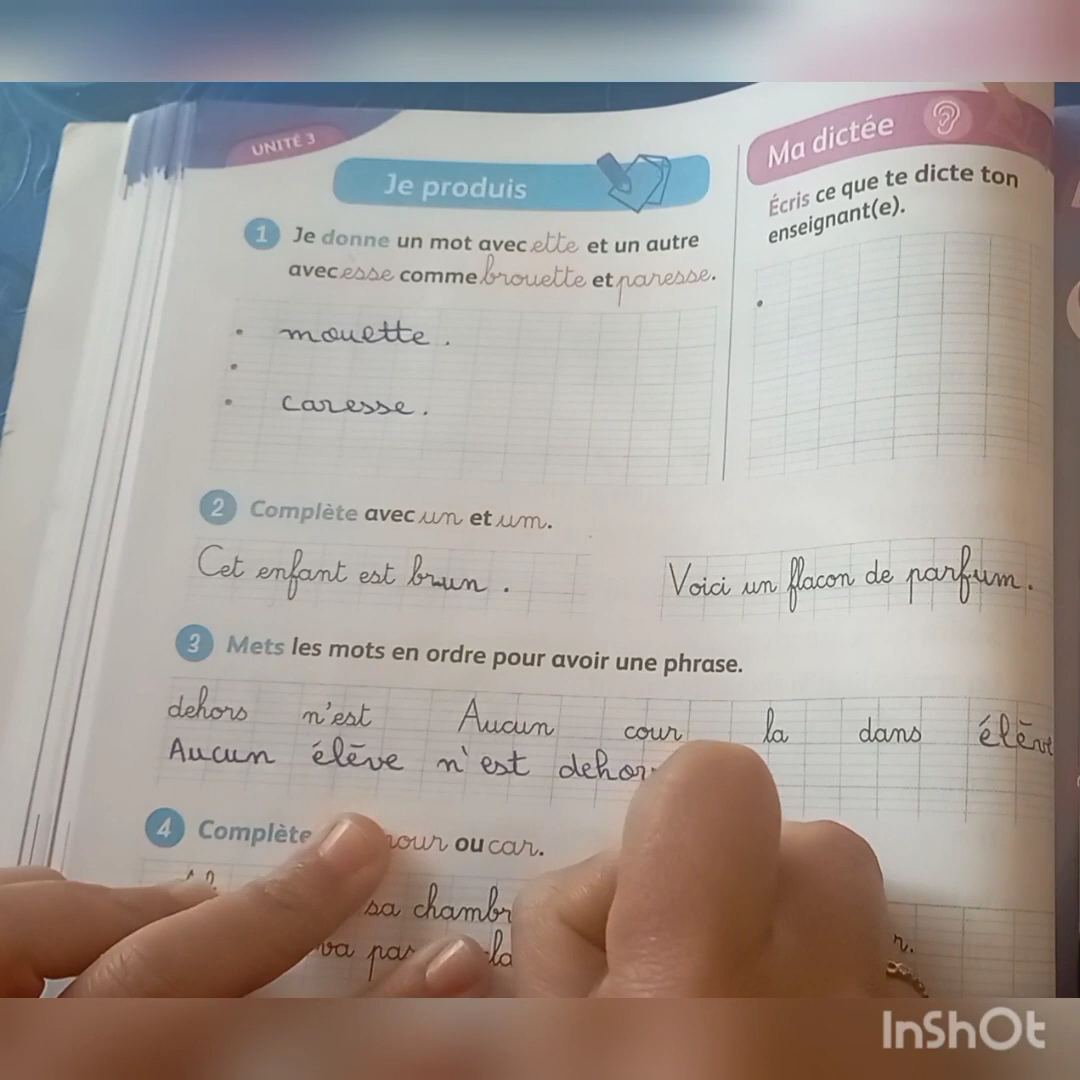 UNITÉ 3
Je produis
1 Je donne un mot avec ette et un autre
avec esse comme brouette et paresse.
• mouette.
•
• caresse.
Ma dictée
Écris ce que te dicte ton
enseignant(e).
•
2 Complète avec un et um.
Cet enfant est brun. Voici un flacon de parfum.
3 Mets les mots en ordre pour avoir une phrase.
dehors n'est Aucun cour la dans élève
Aucun élève n'est dehor
4 Complète ou car.
sa
va
InShOt